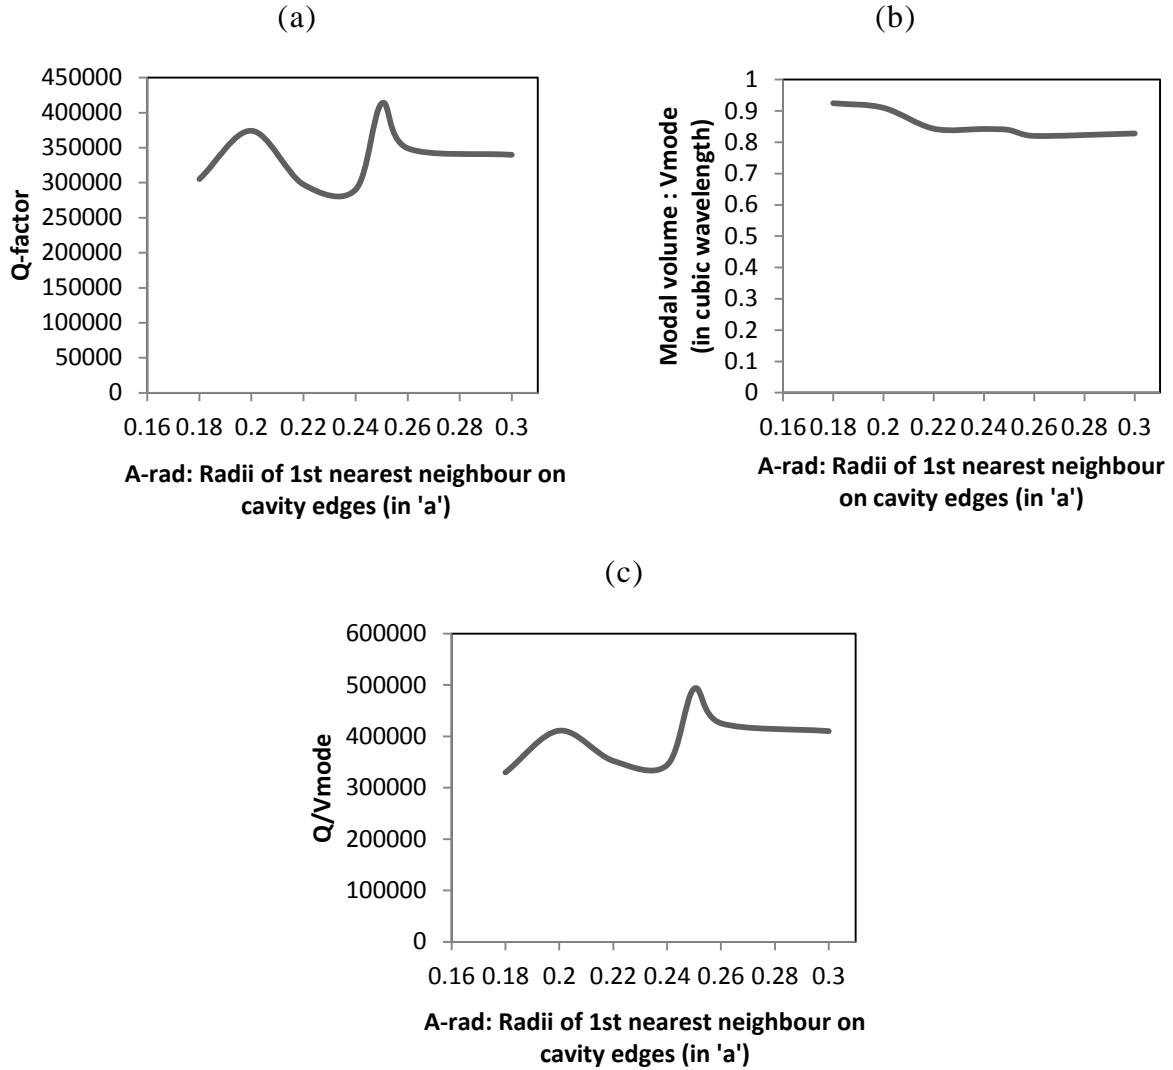 (a)
450000
400000
350000
300000
250000
200000
150000
100000
50000
0
Q-factor
0.16 0.18 0.2 0.22 0.24 0.26 0.28 0.3
A-rad: Radii of 1st nearest neighbour on
cavity edges (in 'a')
(b)
1
0.9
0.8
0.7
0.6
0.5
0.4
0.3
0.2
0.1
0
Modal volume : Vmode
(in cubic wavelength)
0.16 0.18 0.2 0.22 0.24 0.26 0.28 0.3
A-rad: Radii of 1st nearest neighbour
on cavity edges (in 'a')
(c)
600000
500000
400000
300000
200000
100000
0
Q/Vmode
0.16 0.18 0.2 0.22 0.24 0.26 0.28 0.3
A-rad: Radii of 1st nearest neighbour on
cavity edges (in 'a')